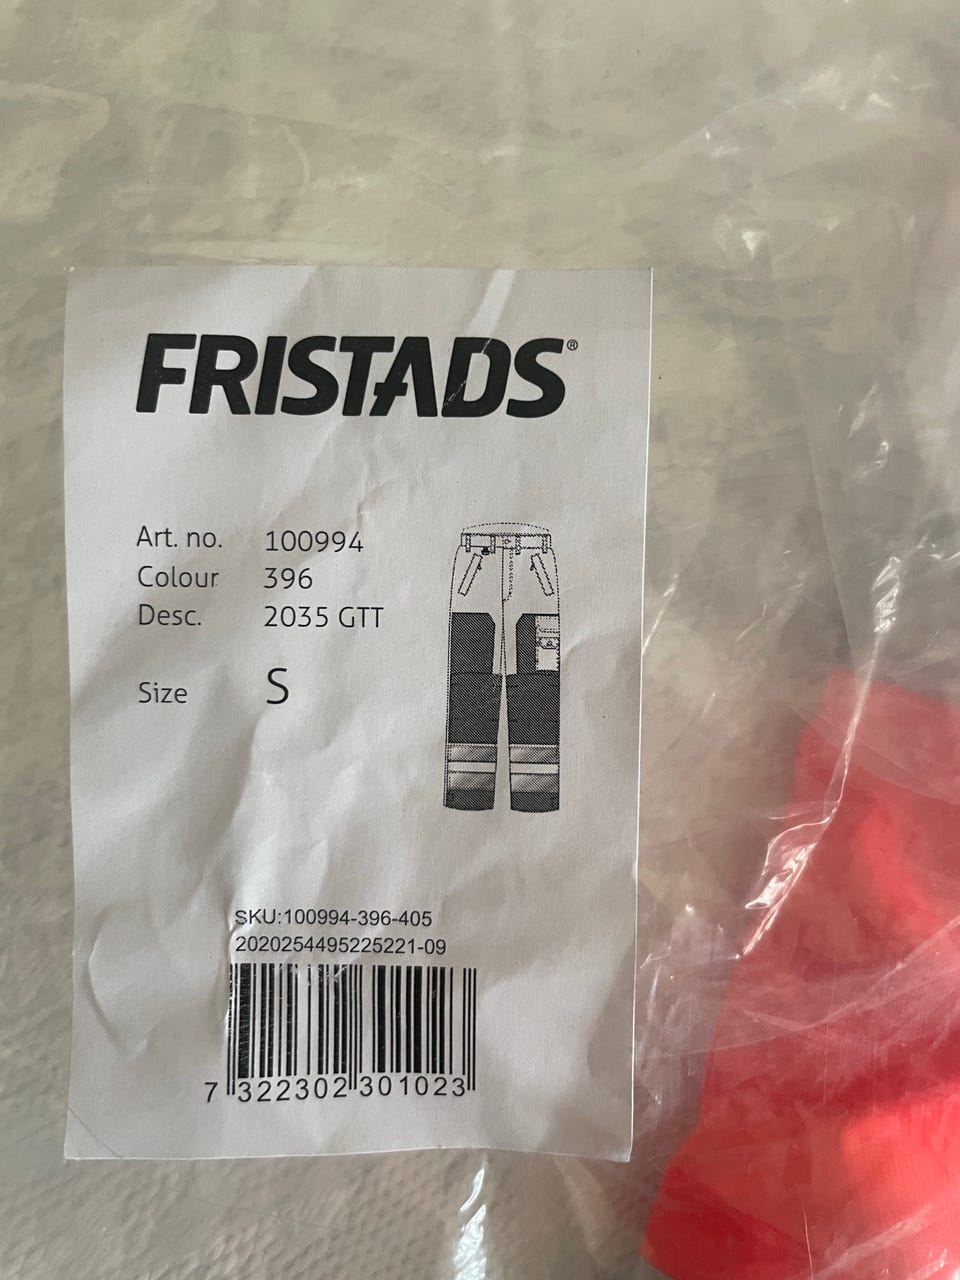 FRISTADS®
Art. no. 100994
Colour 396
Desc. 2035 GTT
Size S
SKU:100994-396-405
2020254495225221-09
7 322302 301023